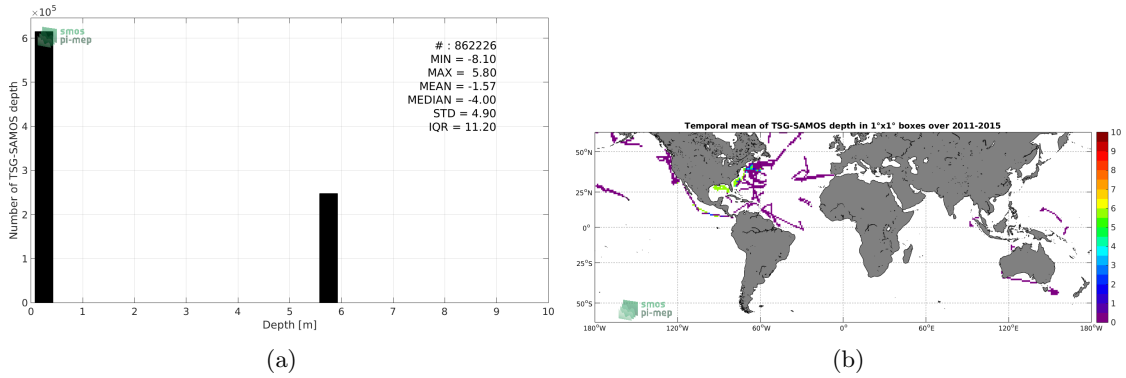 ×10⁵
smos
pi-mep
# : 862226
MIN = -8.10
MAX = 5.80
MEAN = -1.57
MEDIAN = -4.00
STD = 4.90
IQR = 11.20
6
5
4
3
2
1
0
Number of TSG-SAMOS depth
0 1 2 3 4 5 6 7 8 9 10
Depth [m]
(a)
Temporal mean of TSG-SAMOS depth in 1°x1° boxes over 2011-2015
50°N
25°N
0°
25°S
50°S
180°W 120°W 60°W 0° 60°E 120°E 180°E
smos
pi-mep
10
9
8
7
6
5
4
3
2
1
0
(b)